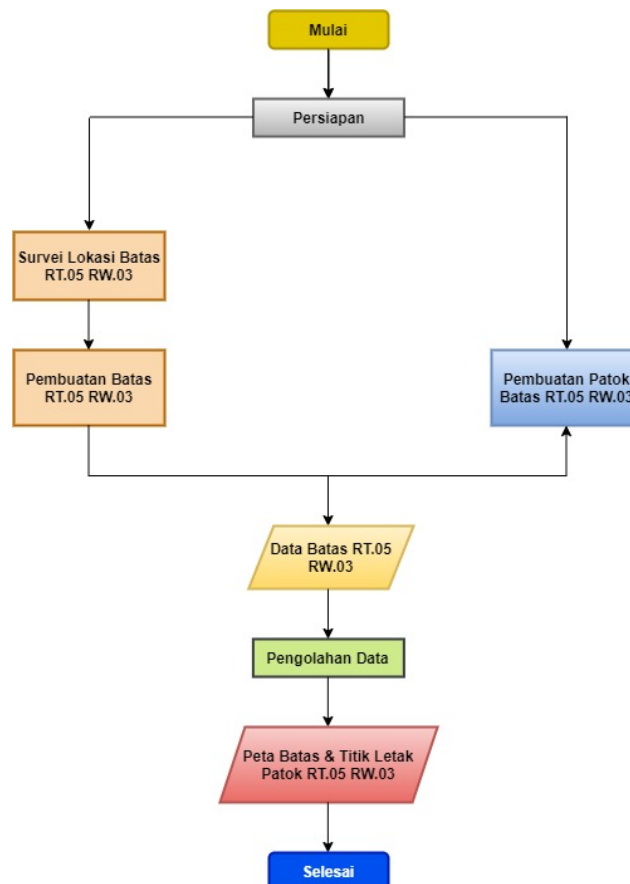 Mulai
Persiapan
Survei Lokasi Batas
RT.05 RW.03
Pembuatan Batas
RT.05 RW.03
Pembuatan Patok
Batas RT.05 RW.03
Data Batas RT.05
RW.03
Pengolahan Data
Peta Batas & Titik Letak
Patok RT.05 RW.03
Selesai